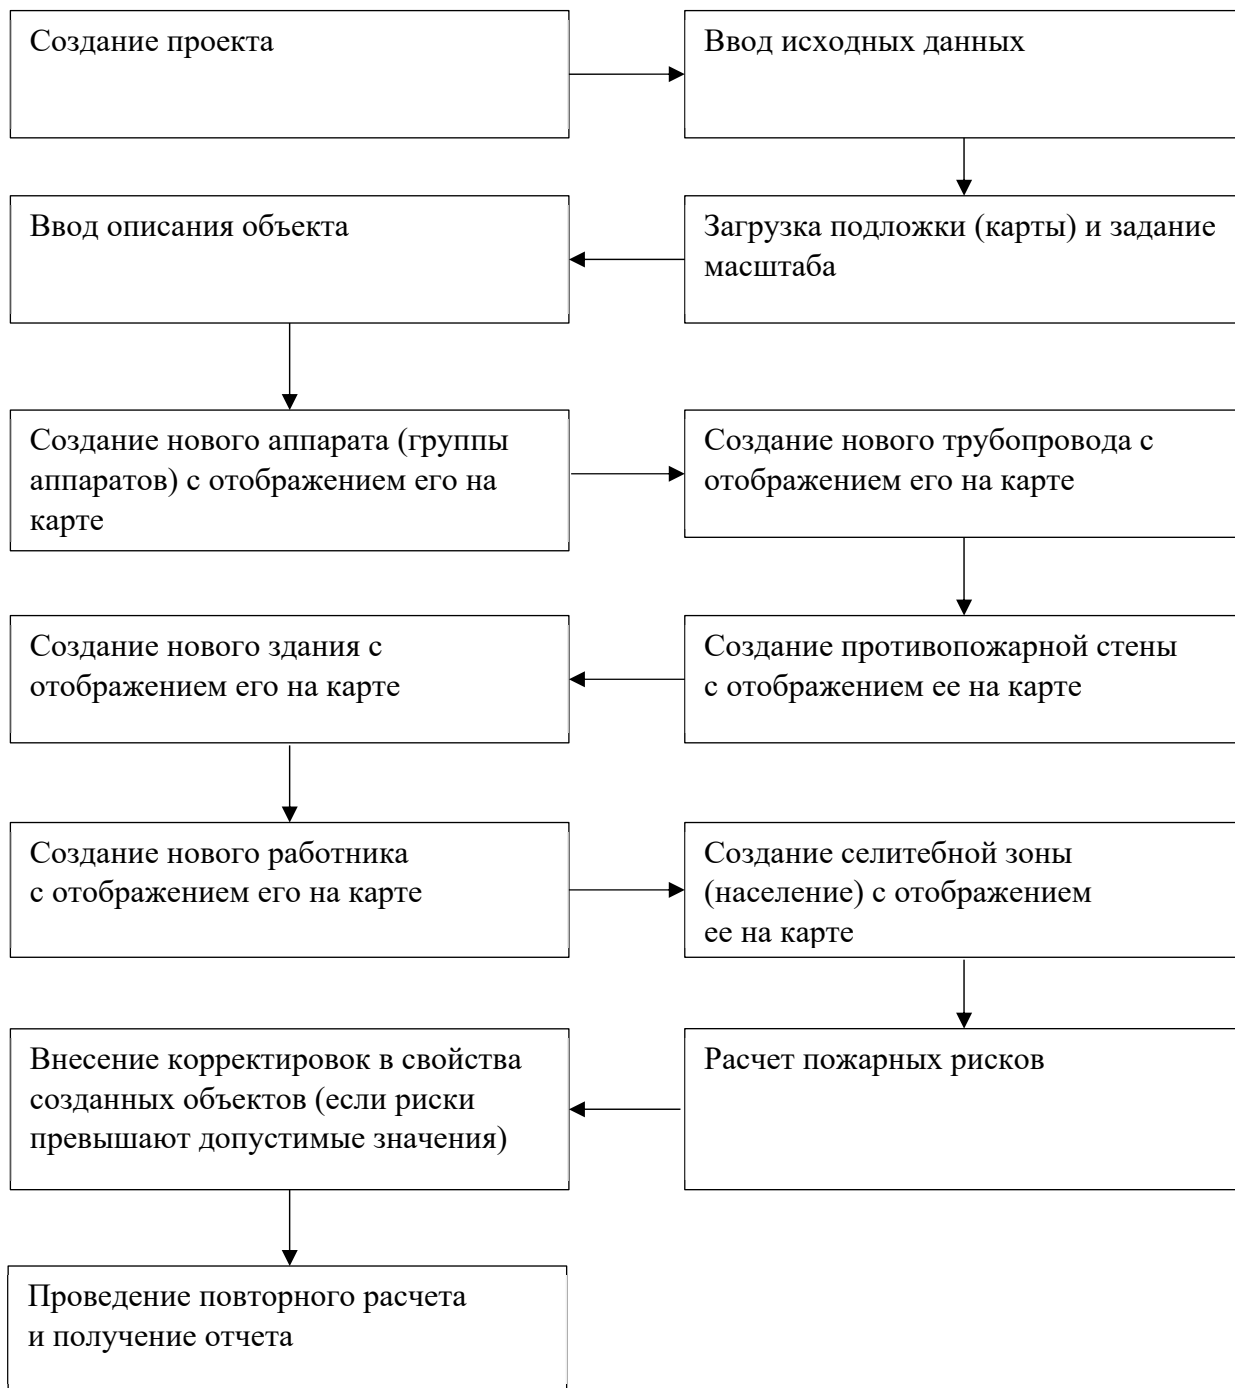 Создание проекта
Ввод исходных данных
Ввод описания объекта
Загрузка подложки (карты) и задание
масштаба
Создание нового аппарата (группы
аппаратов) с отображением его на
карте
Создание нового трубопровода с
отображением его на карте
Создание нового здания с
отображением его на карте
Создание противопожарной стены
с отображением ее на карте
Создание нового работника
с отображением его на карте
Создание селитебной зоны
(население) с отображением
ее на карте
Внесение корректировок в свойства
созданных объектов (если риски
превышают допустимые значения)
Расчет пожарных рисков
Проведение повторного расчета
и получение отчета